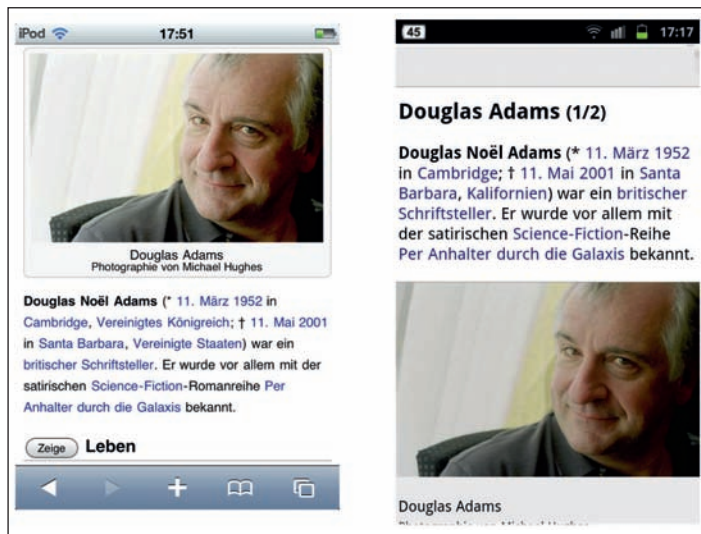 iPod 17:51
Douglas Adams
Photographie von Michael Hughes
Douglas Noël Adams (* 11. März 1952 in
Cambridge, Vereinigtes Königreich; † 11. Mai 2001
in Santa Barbara, Vereinigte Staaten) war ein
britischer Schriftsteller. Er wurde vor allem mit der
satirischen Science-Fiction-Romanreihe Per
Anhalter durch die Galaxis bekannt.
Zeige Leben
45 17:17
Douglas Adams (1/2)
Douglas Noël Adams (* 11. März 1952
in Cambridge; † 11. Mai 2001 in Santa
Barbara, Kalifornien) war ein britischer
Schriftsteller. Er wurde vor allem mit
der satirischen Science-Fiction-Reihe
Per Anhalter durch die Galaxis bekannt.
Douglas Adams
Photographie von Michael Hughes